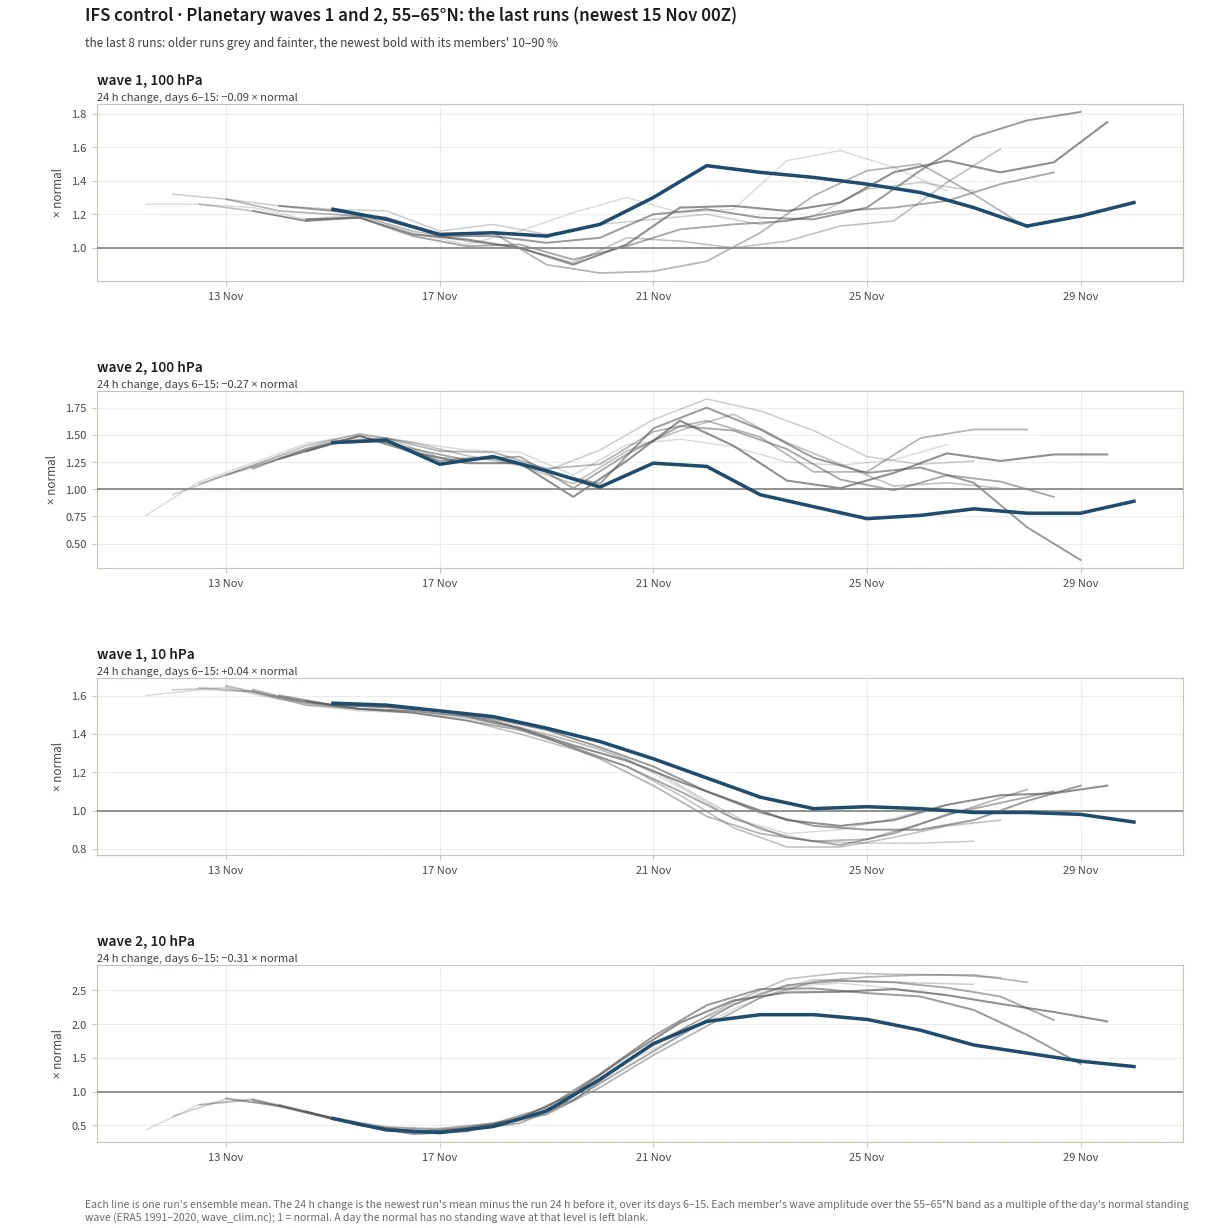 IFS control · Planetary waves 1 and 2, 55–65°N: the last runs (newest 15 Nov 00Z)
the last 8 runs: older runs grey and fainter, the newest bold with its members' 10–90 %
wave 1, 100 hPa
24 h change, days 6–15: −0.09 × normal
1.8
1.6
1.4
1.2
1.0
× normal
13 Nov 17 Nov 21 Nov 25 Nov 29 Nov
wave 2, 100 hPa
24 h change, days 6–15: −0.27 × normal
1.75
1.50
1.25
1.00
0.75
0.50
× normal
13 Nov 17 Nov 21 Nov 25 Nov 29 Nov
wave 1, 10 hPa
24 h change, days 6–15: +0.04 × normal
1.6
1.4
1.2
1.0
0.8
× normal
13 Nov 17 Nov 21 Nov 25 Nov 29 Nov
wave 2, 10 hPa
24 h change, days 6–15: −0.31 × normal
2.5
2.0
1.5
1.0
0.5
× normal
13 Nov 17 Nov 21 Nov 25 Nov 29 Nov
Each line is one run's ensemble mean. The 24 h change is the newest run's mean minus the run 24 h before it, over its days 6–15. Each member's wave amplitude over the 55–65°N band as a multiple of the day's normal standing
wave (ERA5 1991–2020, wave_clim.nc); 1 = normal. A day the normal has no standing wave at that level is left blank.